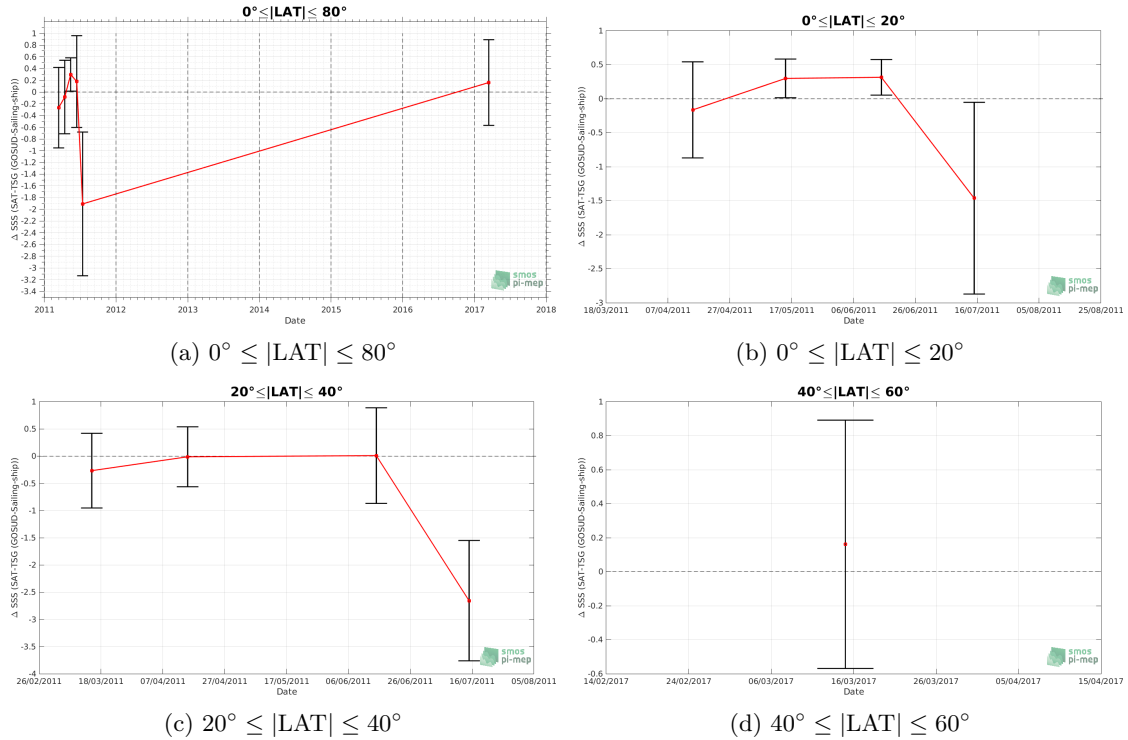 0°≤|LAT|≤ 80°
Δ SSS (SAT-TSG (GOSUD-Sailing-ship))
1
0.8
0.6
0.4
0.2
0
-0.2
-0.4
-0.6
-0.8
-1
-1.2
-1.4
-1.6
-1.8
-2
-2.2
-2.4
-2.6
-2.8
-3
-3.2
-3.4
smos
pi-mep
2011 2012 2013 2014 2015 2016 2017 2018
Date
(a) 0° ≤ |LAT| ≤ 80°
0°≤|LAT|≤ 20°
Δ SSS (SAT-TSG (GOSUD-Sailing-ship))
1
0.5
0
-0.5
-1
-1.5
-2
-2.5
-3
smos
pi-mep
18/03/2011 07/04/2011 27/04/2011 17/05/2011 06/06/2011 26/06/2011 16/07/2011 05/08/2011 25/08/2011
Date
(b) 0° ≤ |LAT| ≤ 20°
20°≤|LAT|≤ 40°
Δ SSS (SAT-TSG (GOSUD-Sailing-ship))
1
0.5
0
-0.5
-1
-1.5
-2
-2.5
-3
-3.5
-4
smos
pi-mep
26/02/2011 18/03/2011 07/04/2011 27/04/2011 17/05/2011 06/06/2011 26/06/2011 16/07/2011 05/08/2011
Date
(c) 20° ≤ |LAT| ≤ 40°
40°≤|LAT|≤ 60°
Δ SSS (SAT-TSG (GOSUD-Sailing-ship))
1
0.8
0.6
0.4
0.2
0
-0.2
-0.4
-0.6
smos
pi-mep
14/02/2017 24/02/2017 06/03/2017 16/03/2017 26/03/2017 05/04/2017 15/04/2017
Date
(d) 40° ≤ |LAT| ≤ 60°